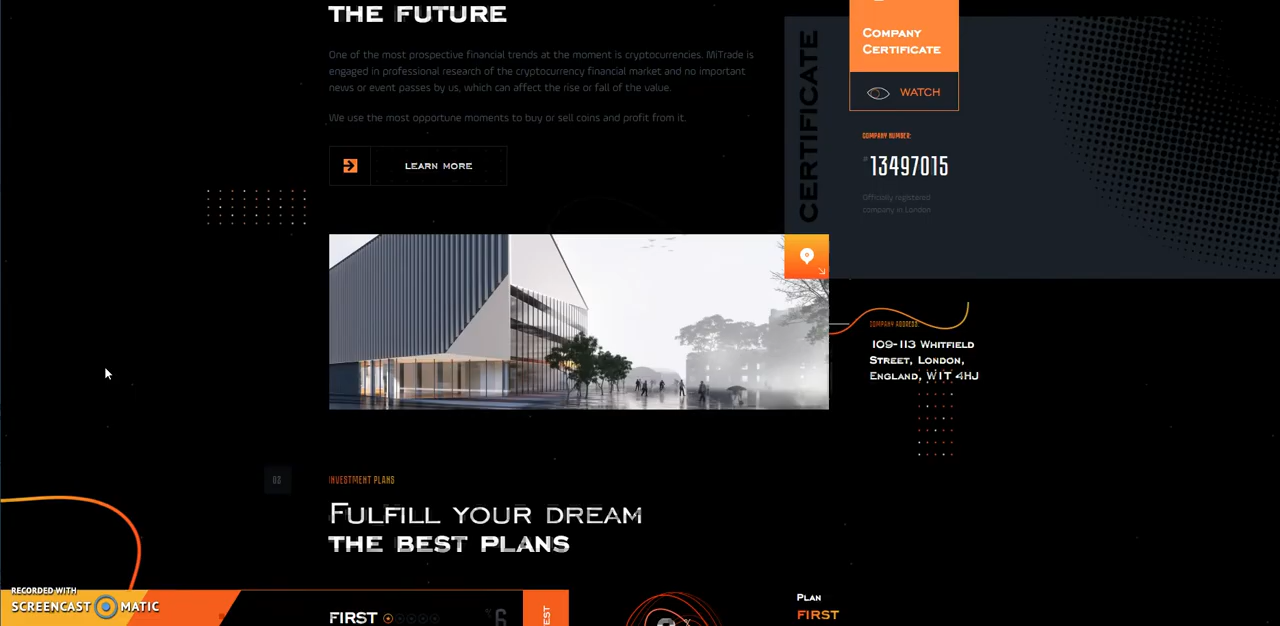 THE FUTURE
One of the most prospective financial trends at the moment is cryptocurrencies. MiTrade is
engaged in professional research of the cryptocurrency financial market and no important
news or event passes by us, which can affect the rise or fall of the value.
We use the most opportune moments to buy or sell coins and profit from it.
LEARN MORE
CERTIFICATE
Company
Certificate
WATCH
COMPANY NUMBER:
#13497015
Officially registered
company in London
COMPANY ADDRESS:
109-113 Whitfield
Street, London,
England, W1T 4HJ
03
INVESTMENT PLANS
Fulfill your dream
THE BEST PLANS
RECORDED WITH
SCREENCAST MATIC
FIRST
% 6
EST
Plan
FIRST